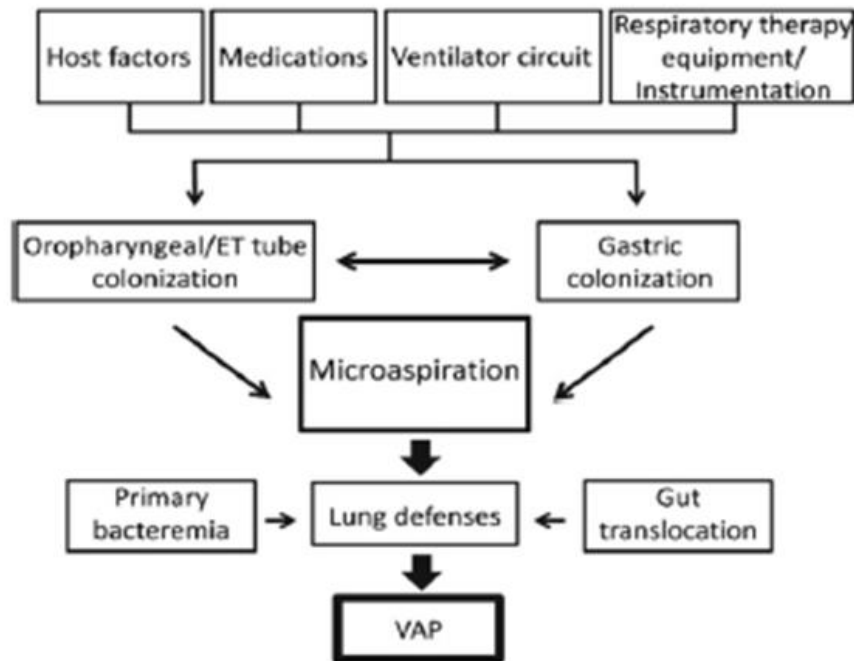 Host factors
Medications
Ventilator circuit
Respiratory therapy
equipment/
Instrumentation
Oropharyngeal/ET tube
colonization
Gastric
colonization
Microaspiration
Primary
bacteremia
Lung defenses
Gut
translocation
VAP